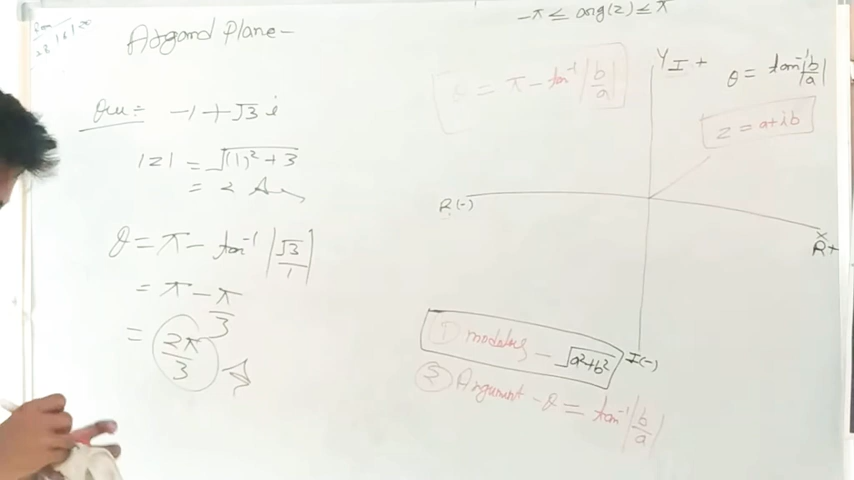 Argand Plane-
Que:- -1+√3 i
|z| = √(1)² + 3
= 2 Ans
θ = π - tan⁻¹ |√3/1|
= π - π/3
= 2π/3
-π ≤ arg(z) ≤ π
θ = π - tan⁻¹ |b/a|
Y I +
θ = tan⁻¹ |b/a|
z = a+ib
R(-)
X
R+
I(-)
① modulus - √a²+b²
② Argument - θ = tan⁻¹ |b/a|